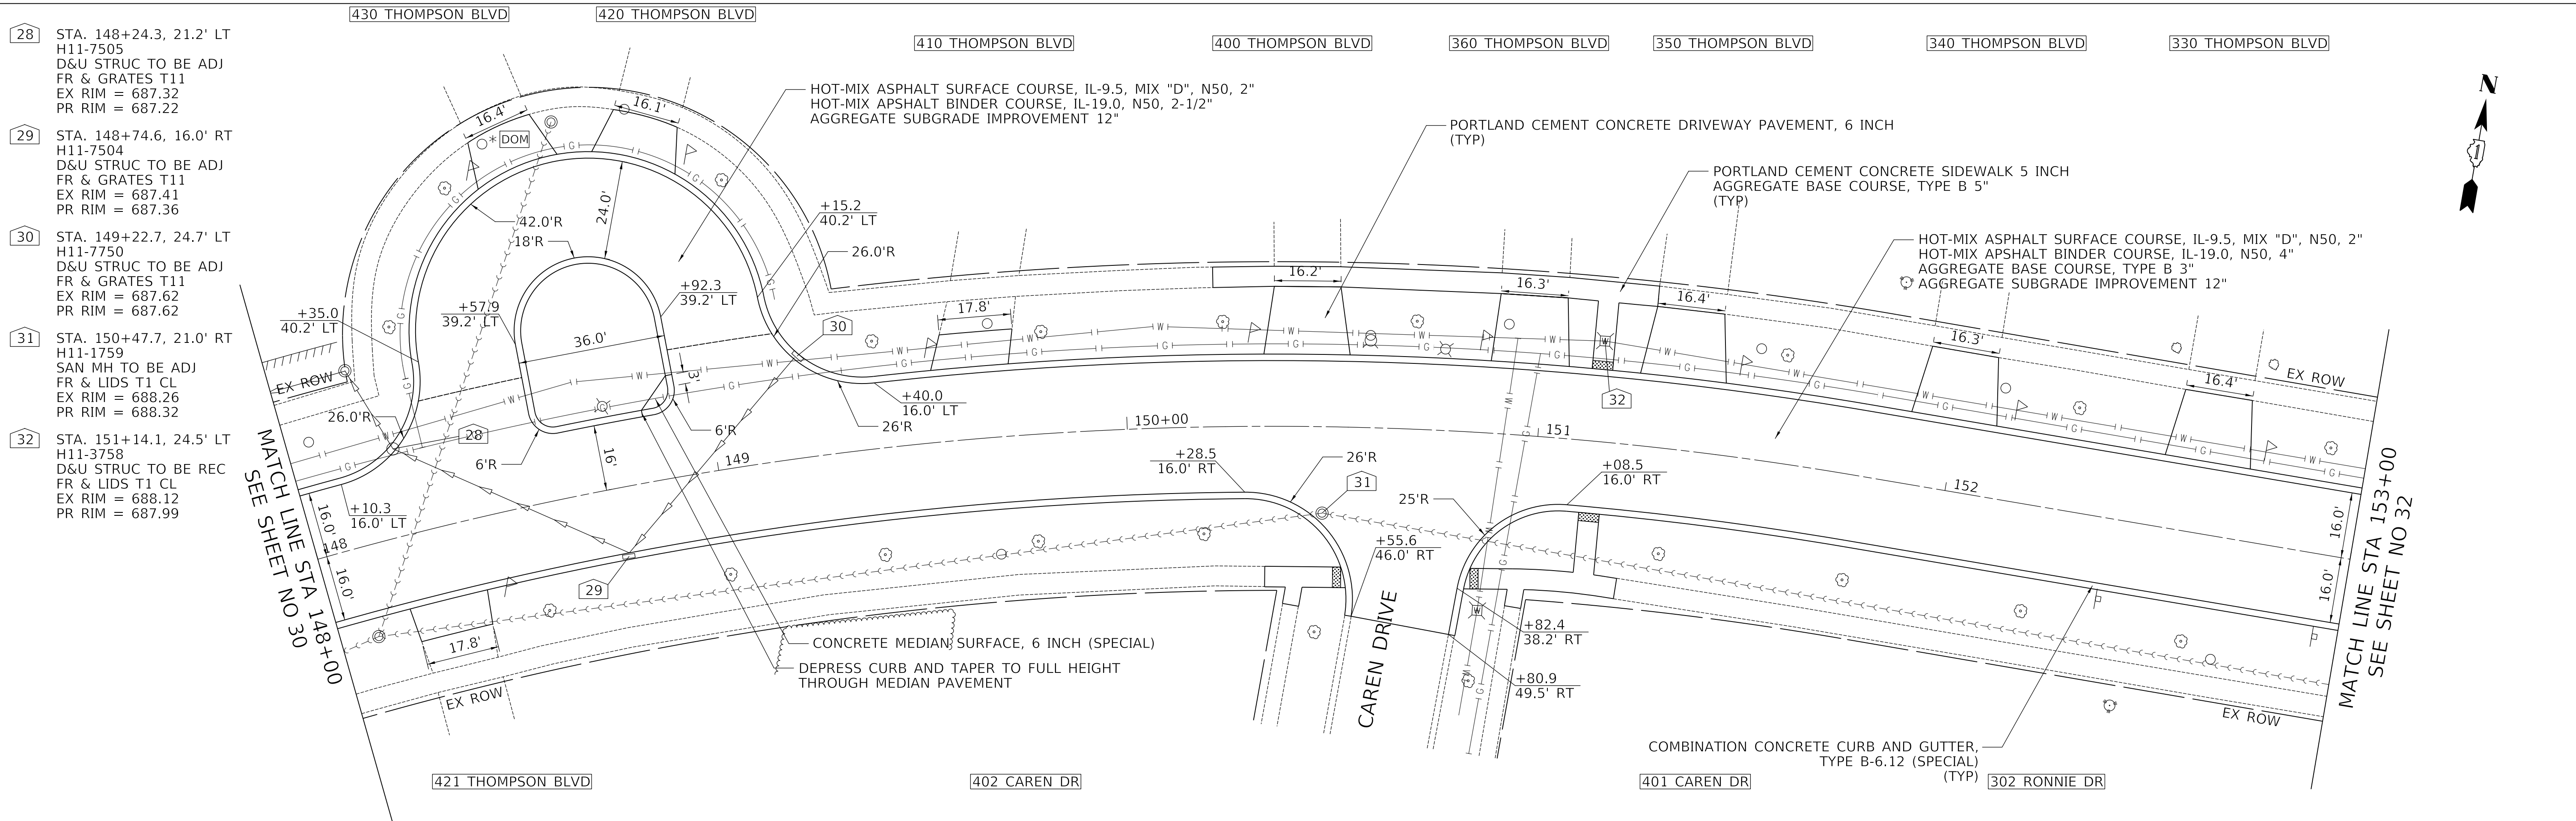 430 THOMPSON BLVD
420 THOMPSON BLVD
410 THOMPSON BLVD
400 THOMPSON BLVD
360 THOMPSON BLVD
350 THOMPSON BLVD
340 THOMPSON BLVD
330 THOMPSON BLVD
28
STA. 148+24.3, 21.2' LT
H11-7505
D&U STRUC TO BE ADJ
FR & GRATES T11
EX RIM = 687.32
PR RIM = 687.22
29
STA. 148+74.6, 16.0' RT
H11-7504
D&U STRUC TO BE ADJ
FR & GRATES T11
EX RIM = 687.41
PR RIM = 687.36
30
STA. 149+22.7, 24.7' LT
H11-7750
D&U STRUC TO BE ADJ
FR & GRATES T11
EX RIM = 687.62
PR RIM = 687.62
31
STA. 150+47.7, 21.0' RT
H11-1759
SAN MH TO BE ADJ
FR & LIDS T1 CL
EX RIM = 688.26
PR RIM = 688.32
32
STA. 151+14.1, 24.5' LT
H11-3758
D&U STRUC TO BE REC
FR & LIDS T1 CL
EX RIM = 688.12
PR RIM = 687.99
HOT-MIX ASPHALT SURFACE COURSE, IL-9.5, MIX "D", N50, 2"
HOT-MIX APSHALT BINDER COURSE, IL-19.0, N50, 2-1/2"
AGGREGATE SUBGRADE IMPROVEMENT 12"
PORTLAND CEMENT CONCRETE DRIVEWAY PAVEMENT, 6 INCH
(TYP)
PORTLAND CEMENT CONCRETE SIDEWALK 5 INCH
AGGREGATE BASE COURSE, TYPE B 5"
(TYP)
HOT-MIX ASPHALT SURFACE COURSE, IL-9.5, MIX "D", N50, 2"
HOT-MIX APSHALT BINDER COURSE, IL-19.0, N50, 4"
AGGREGATE BASE COURSE, TYPE B 3"
AGGREGATE SUBGRADE IMPROVEMENT 12"
N
1
16.4'
16.1'
* DOM
G
42.0'R
24.0'
18'R
+15.2
40.2' LT
26.0'R
+92.3
39.2' LT
+57.9
39.2' LT
+35.0
40.2' LT
36.0'
3'
30
17.8'
16.2'
16.3'
16.4'
16.3'
16.4'
W
EX ROW
EX ROW
26.0'R
28
6'R
6'R
16'
+40.0
16.0' LT
26'R
32
148
149
150+00
151
152
+10.3
16.0' LT
16.0'
16.0'
+28.5
16.0' RT
26'R
31
25'R
+08.5
16.0' RT
+55.6
46.0' RT
+82.4
38.2' RT
+80.9
49.5' RT
16.0'
16.0'
29
17.8'
EX ROW
EX ROW
CONCRETE MEDIAN SURFACE, 6 INCH (SPECIAL)
DEPRESS CURB AND TAPER TO FULL HEIGHT
THROUGH MEDIAN PAVEMENT
CAREN DRIVE
COMBINATION CONCRETE CURB AND GUTTER,
TYPE B-6.12 (SPECIAL)
(TYP)
MATCH LINE STA 148+00
SEE SHEET NO 30
MATCH LINE STA 153+00
SEE SHEET NO 32
421 THOMPSON BLVD
402 CAREN DR
401 CAREN DR
302 RONNIE DR